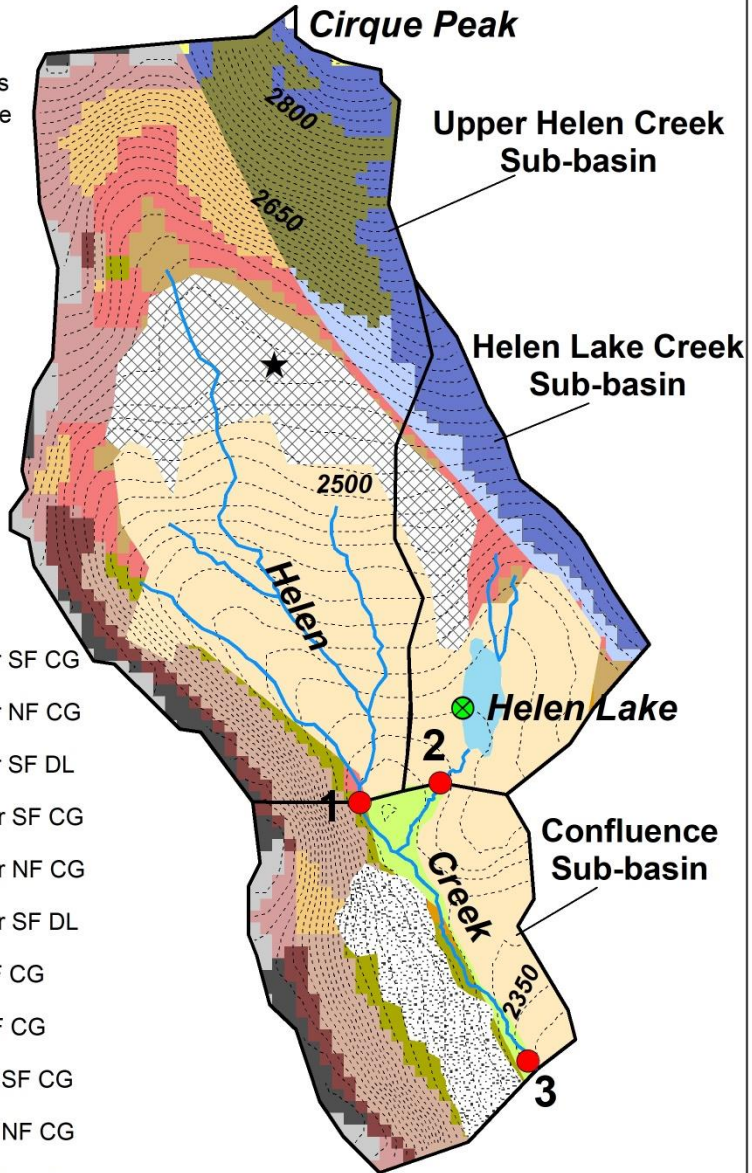 Cirque Peak
s
e
2800
Upper Helen Creek
Sub-basin
2650
Helen Lake Creek
Sub-basin
2500
Helen
r SF CG
r NF CG
Helen Lake
2
r SF DL
1
r SF CG
Confluence
Sub-basin
r NF CG
Creek
r SF DL
F CG
2350
F CG
SF CG
3
NF CG